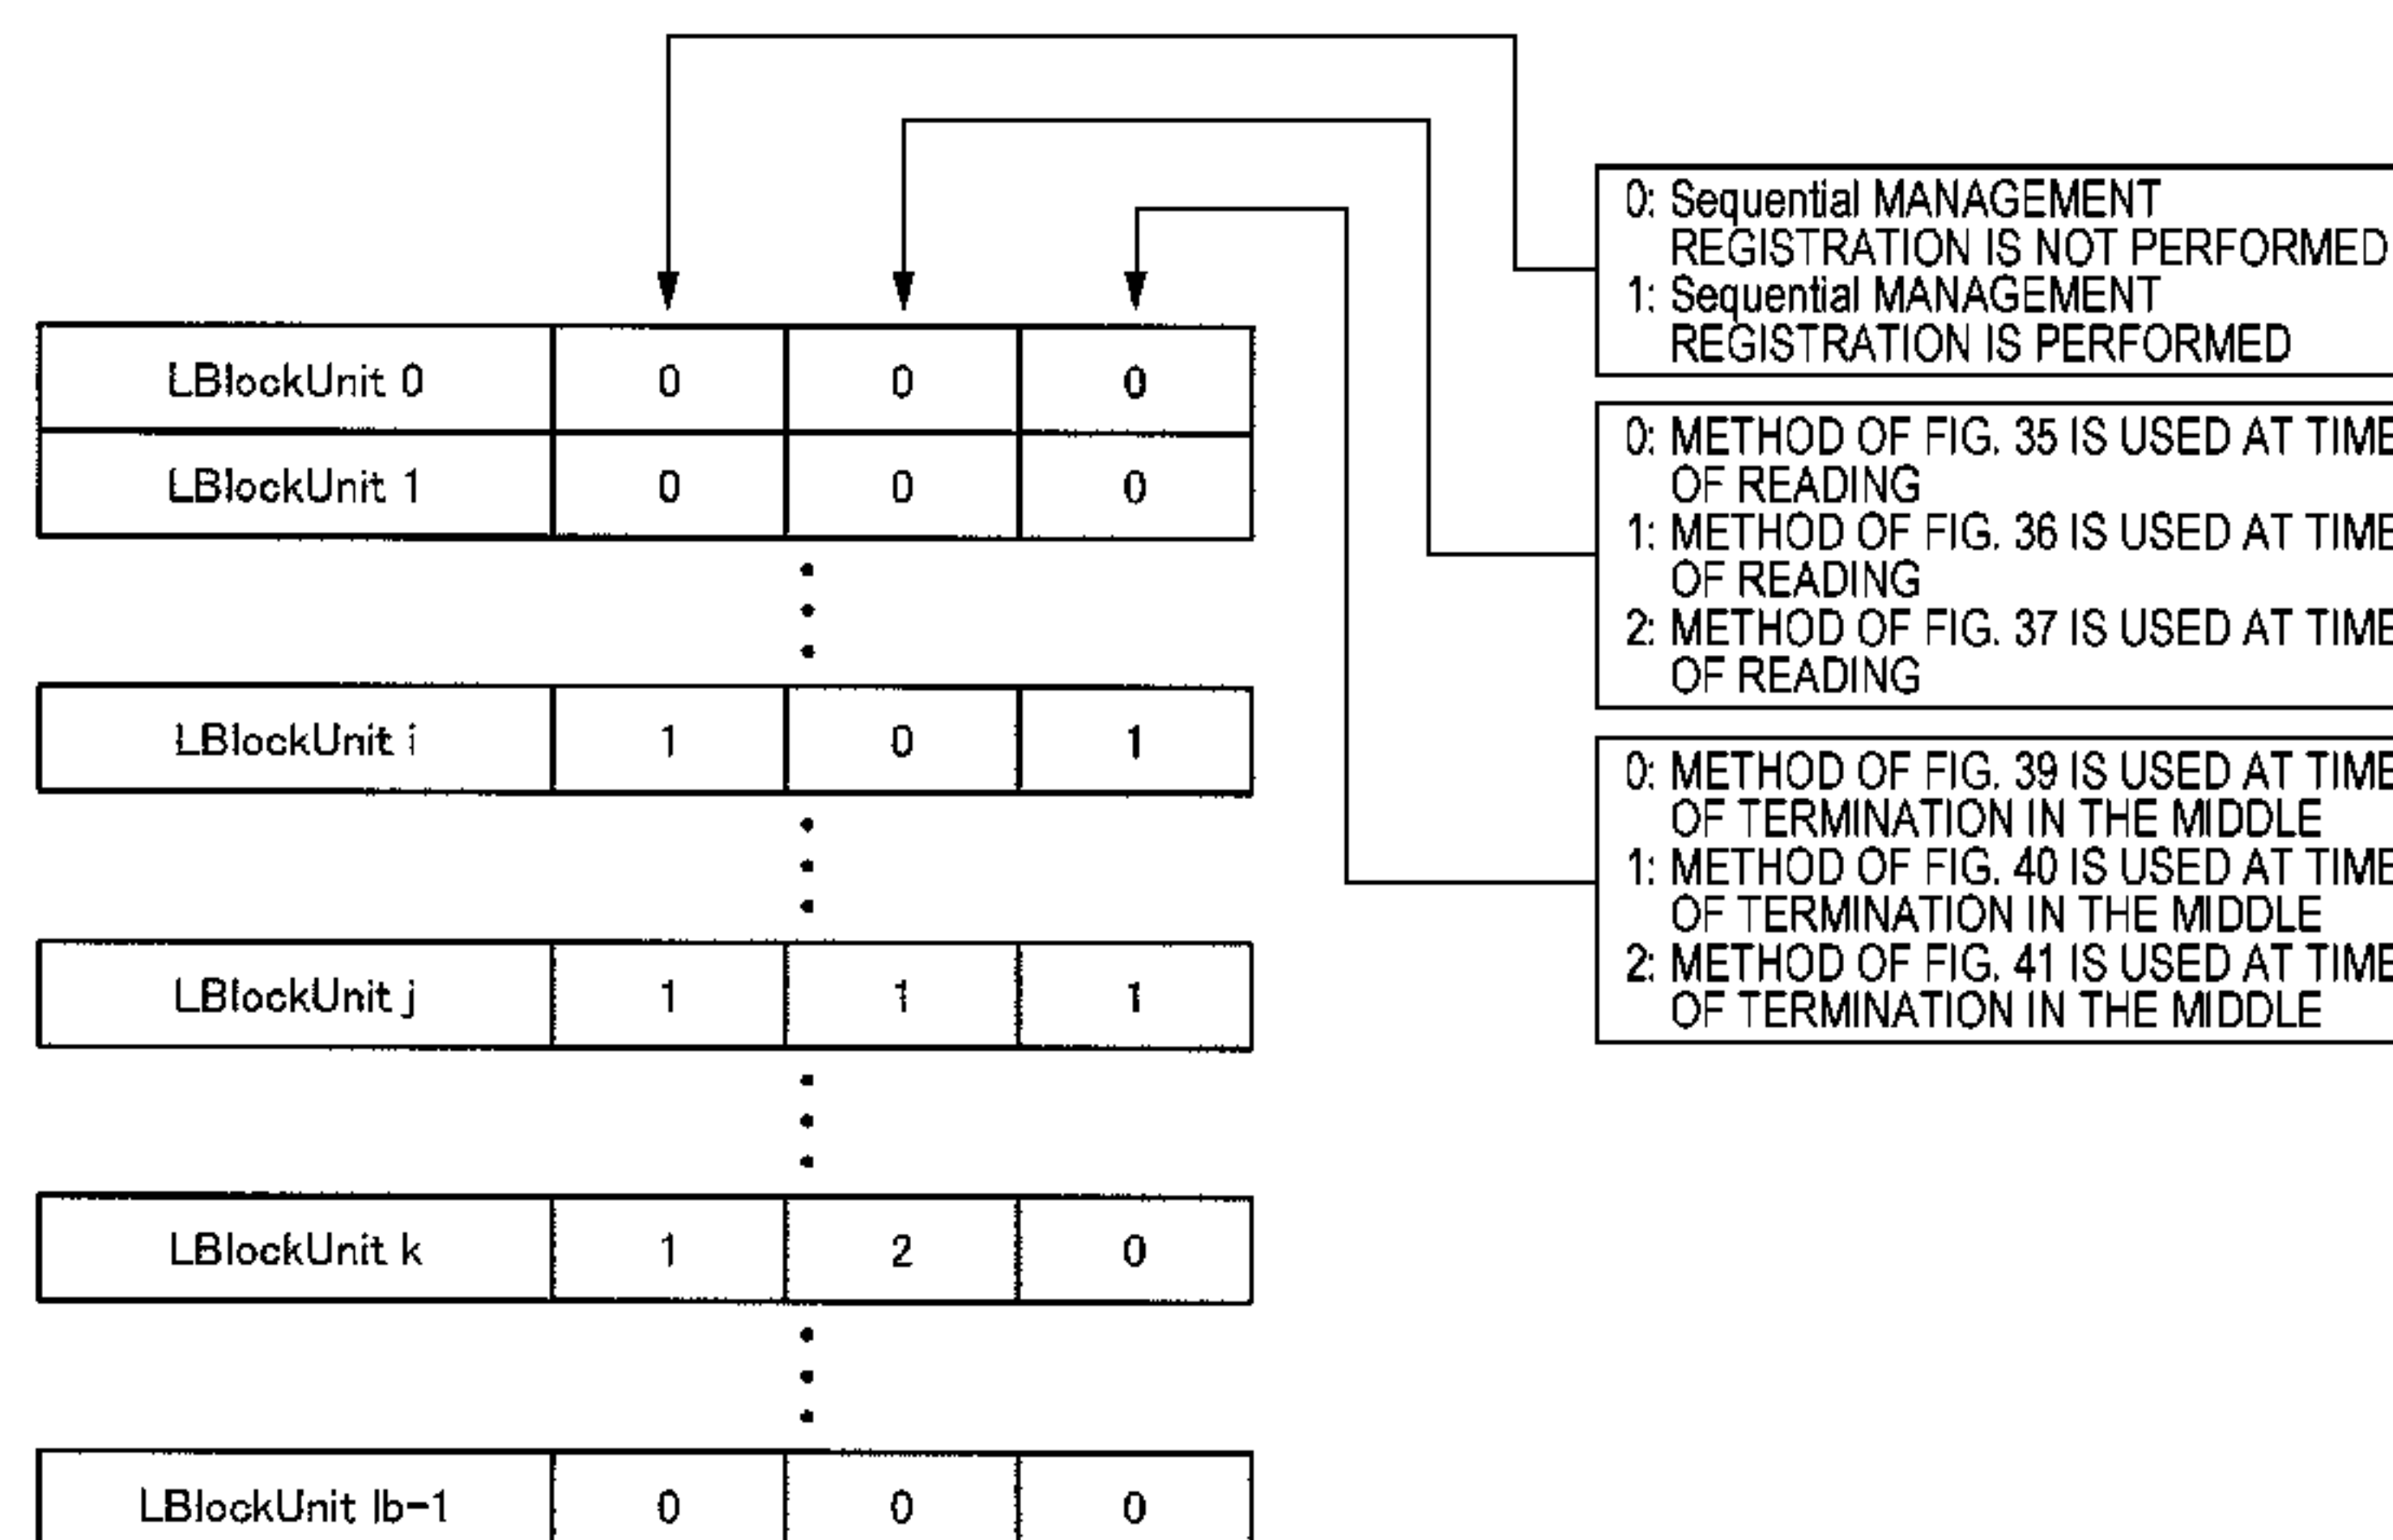 0: Sequential MANAGEMENT
REGISTRATION IS NOT PERFORMED
1: Sequential MANAGEMENT
REGISTRATION IS PERFORMED
LBlockUnit 0 0 0 0
LBlockUnit 1 0 0 0
0: METHOD OF FIG. 35 IS USED AT TIME
OF READING
1: METHOD OF FIG. 36 IS USED AT TIME
OF READING
2: METHOD OF FIG. 37 IS USED AT TIME
OF READING
LBlockUnit i 1 0 1
0: METHOD OF FIG. 39 IS USED AT TIME
OF TERMINATION IN THE MIDDLE
1: METHOD OF FIG. 40 IS USED AT TIME
OF TERMINATION IN THE MIDDLE
2: METHOD OF FIG. 41 IS USED AT TIME
OF TERMINATION IN THE MIDDLE
LBlockUnit j 1 1 1
LBlockUnit k 1 2 0
LBlockUnit lb-1 0 0 0